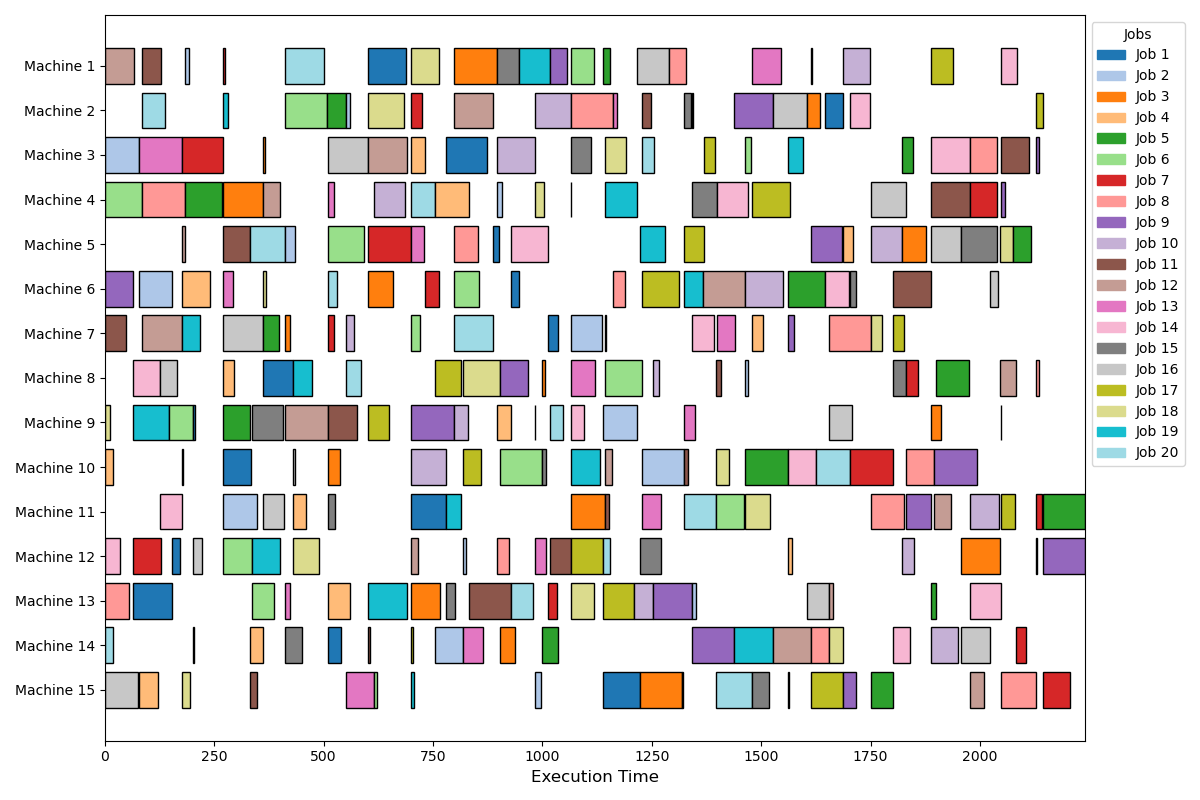 Machine 1
Machine 2
Machine 3
Machine 4
Machine 5
Machine 6
Machine 7
Machine 8
Machine 9
Machine 10
Machine 11
Machine 12
Machine 13
Machine 14
Machine 15
0 250 500 750 1000 1250 1500 1750 2000
Execution Time
Jobs
Job 1
Job 2
Job 3
Job 4
Job 5
Job 6
Job 7
Job 8
Job 9
Job 10
Job 11
Job 12
Job 13
Job 14
Job 15
Job 16
Job 17
Job 18
Job 19
Job 20